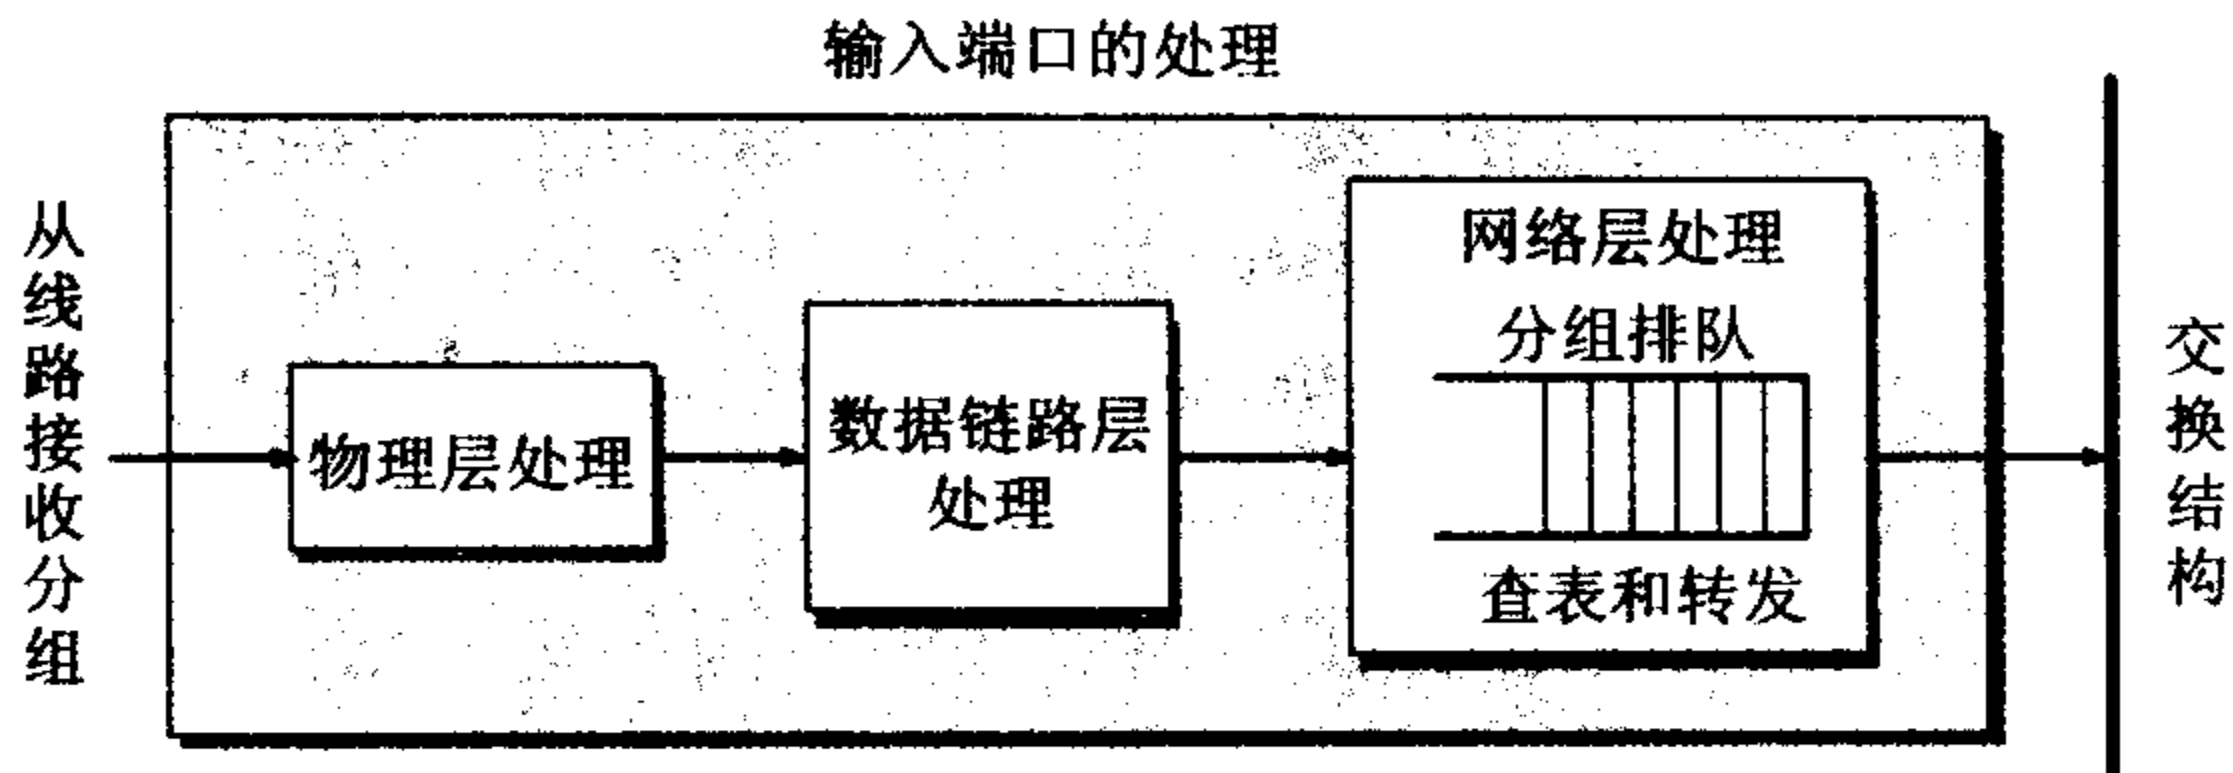 输入端口的处理
从线路接收分组
物理层处理
数据链路层
处理
网络层处理
分组排队
查表和转发
交换结构